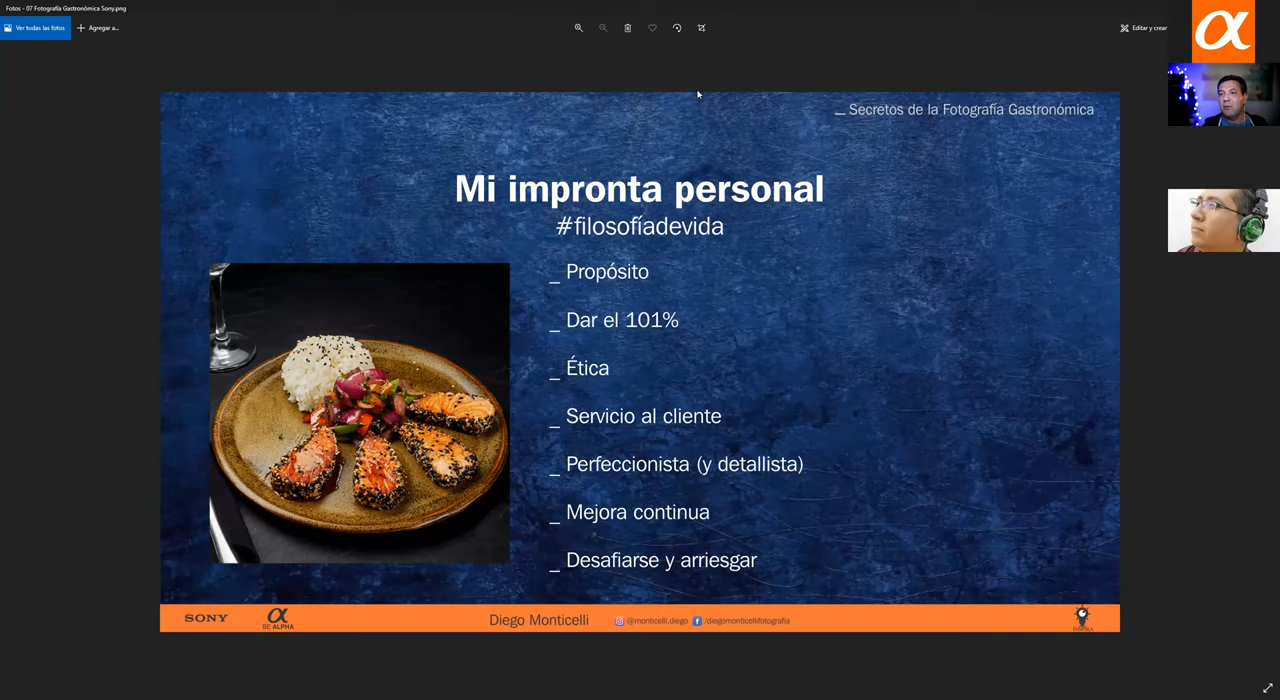 Fotos - 07 Fotografía Gastronómica Sony.png
Ver todas las fotos
Agregar a...
Editar y crear
α
_ Secretos de la Fotografía Gastronómica
Mi impronta personal
#filosofíadevida
_ Propósito
_ Dar el 101%
_ Ética
_ Servicio al cliente
_ Perfeccionista (y detallista)
_ Mejora continua
_ Desafiarse y arriesgar
SONY
α
BE ALPHA
Diego Monticelli
@monticelli.diego
/diegomonticellifotografia
INSPIRA